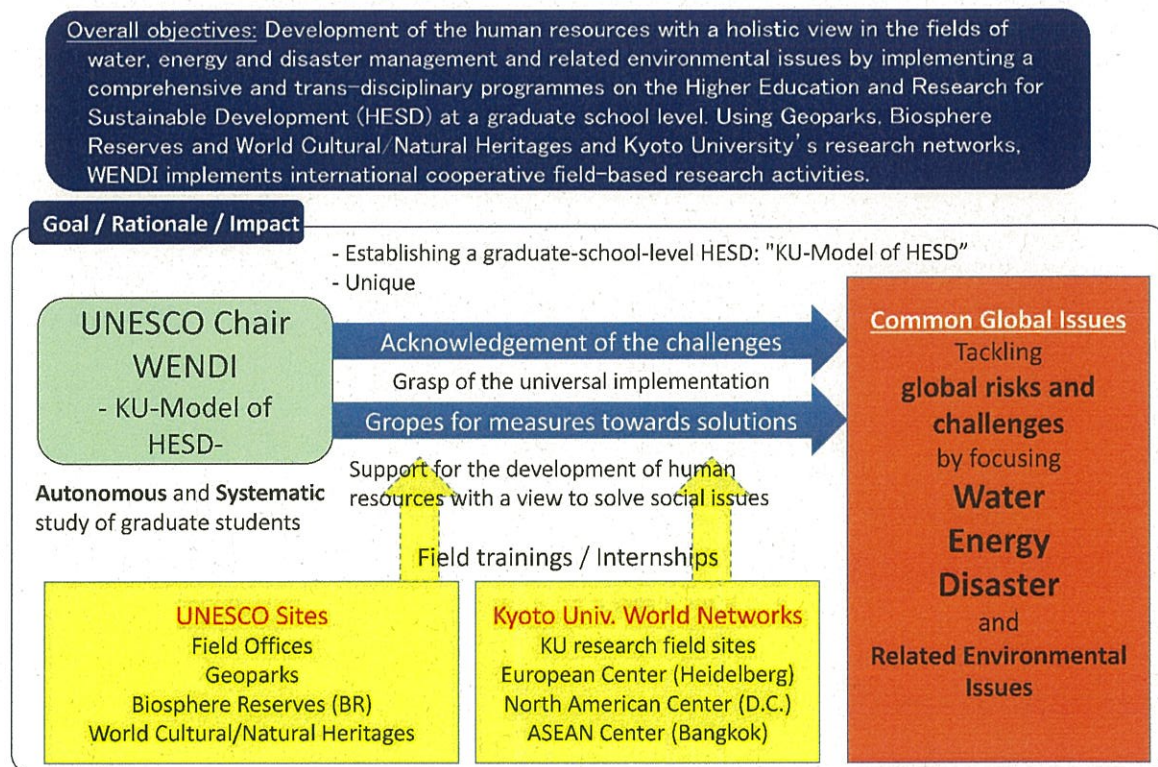 Overall objectives: Development of the human resources with a holistic view in the fields of
water, energy and disaster management and related environmental issues by implementing a
comprehensive and trans-disciplinary programmes on the Higher Education and Research for
Sustainable Development (HESD) at a graduate school level. Using Geoparks, Biosphere
Reserves and World Cultural/Natural Heritages and Kyoto University's research networks,
WENDI implements international cooperative field-based research activities.
Goal / Rationale / Impact
- Establishing a graduate-school-level HESD: "KU-Model of HESD”
- Unique
UNESCO Chair
WENDI
- KU-Model of
HESD-
Autonomous and Systematic
study of graduate students
Acknowledgement of the challenges
Grasp of the universal implementation
Gropes for measures towards solutions
Support for the development of human
resources with a view to solve social issues
Field trainings / Internships
UNESCO Sites
Field Offices
Geoparks
Biosphere Reserves (BR)
World Cultural/Natural Heritages
Kyoto Univ. World Networks
KU research field sites
European Center (Heidelberg)
North American Center (D.C.)
ASEAN Center (Bangkok)
Common Global Issues
Tackling
global risks and
challenges
by focusing
Water
Energy
Disaster
and
Related Environmental
Issues